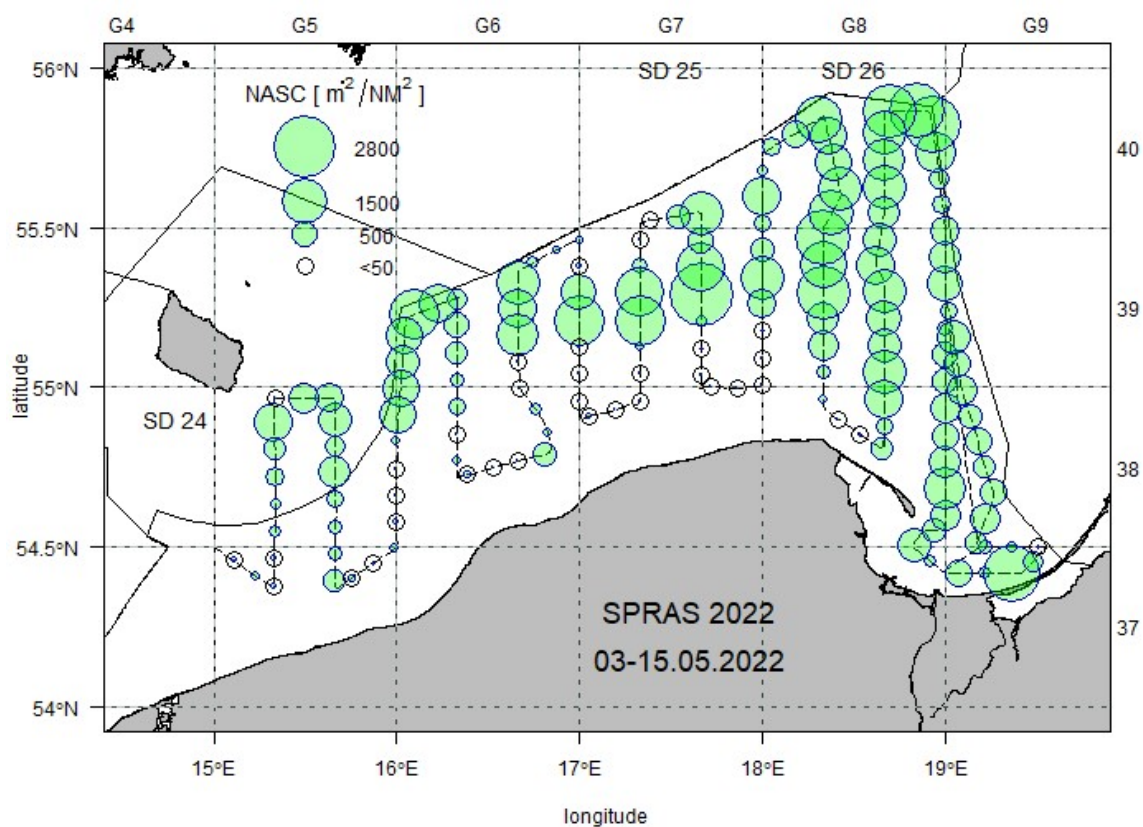 G4 G5 G6 G7 G8 G9
56°N
SD 25 SD 26
NASC [ m²/NM² ]
2800
40
1500
55.5°N
500
<50
39
55°N
latitude
SD 24
38
54.5°N
SPRAS 2022
37
03-15.05.2022
54°N
15°E 16°E 17°E 18°E 19°E
longitude